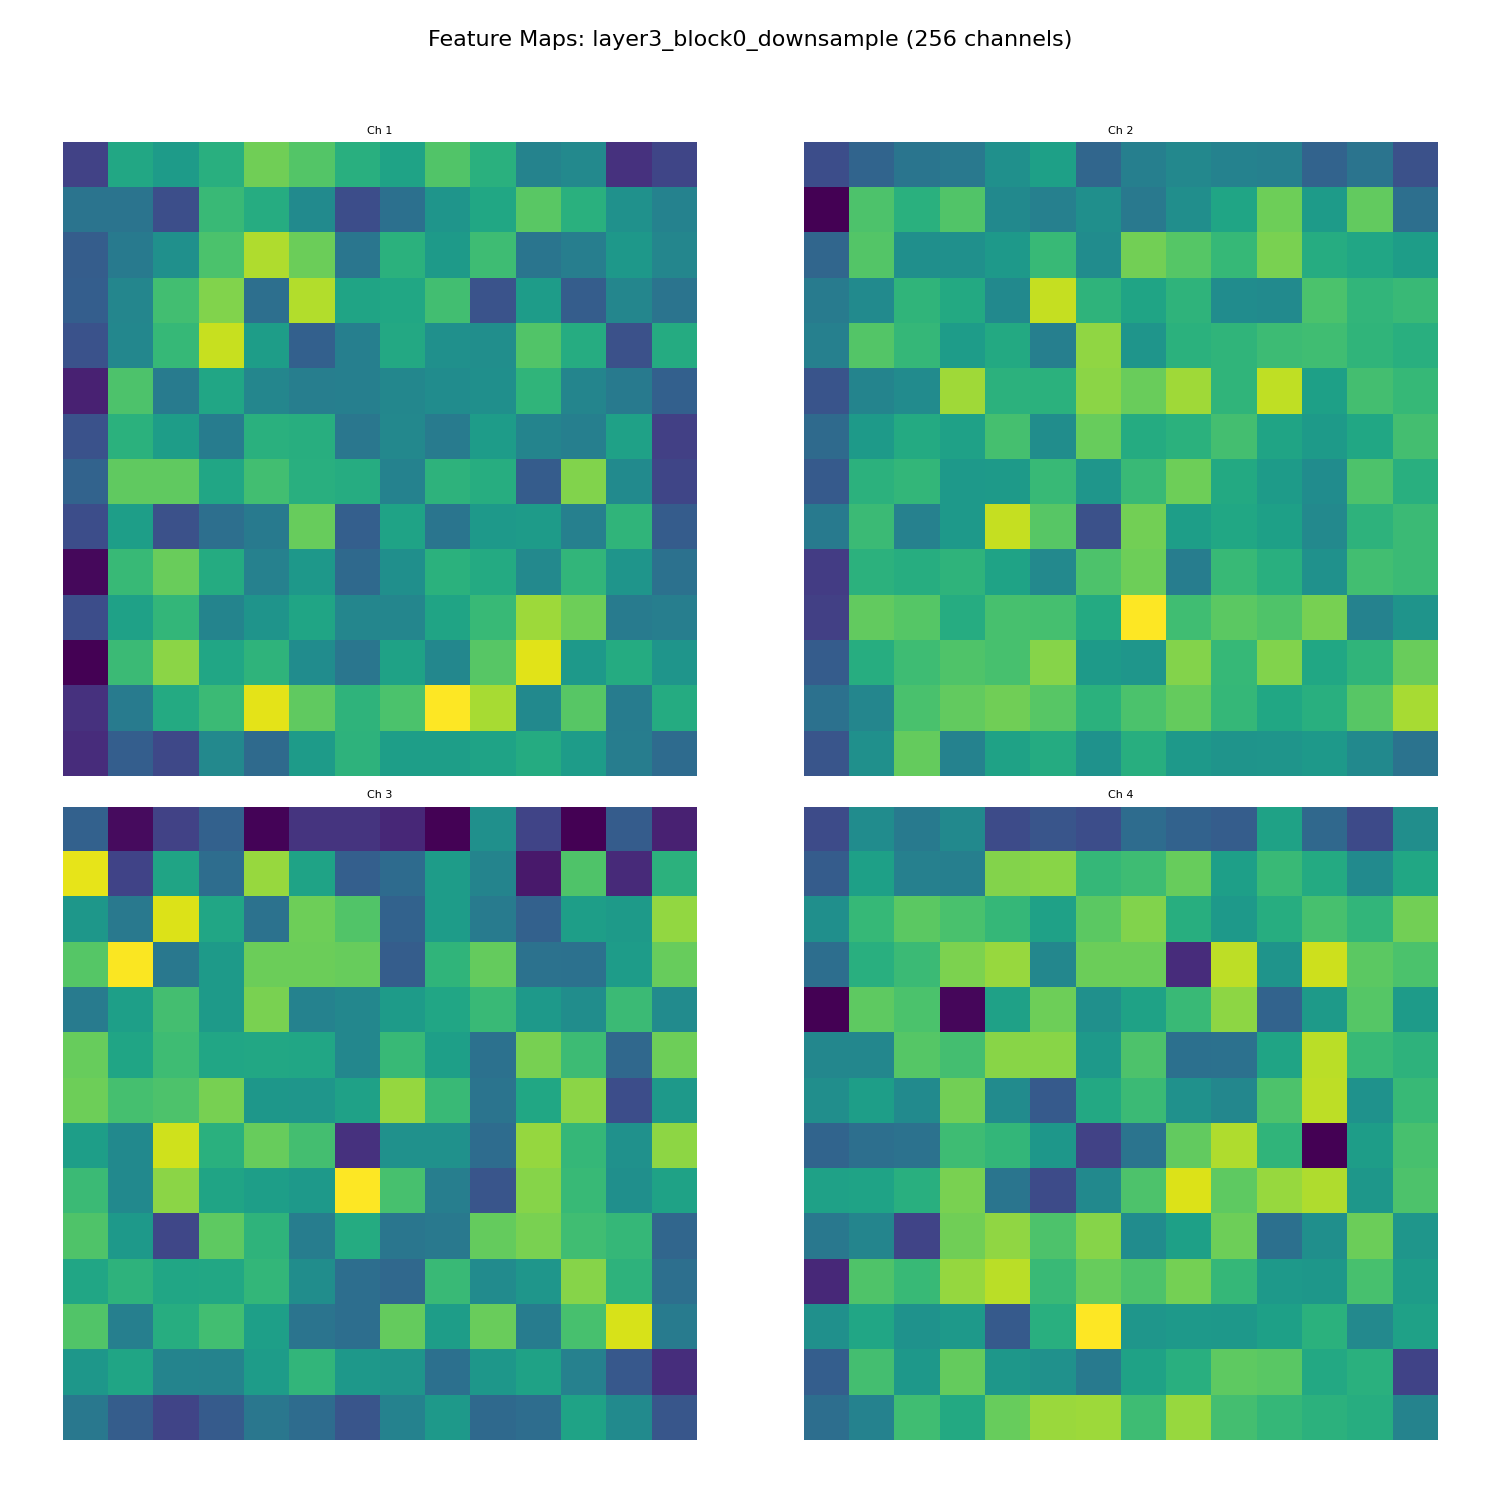 Feature Maps: layer3_block0_downsample (256 channels)
Ch 1
Ch 2
Ch 3
Ch 4